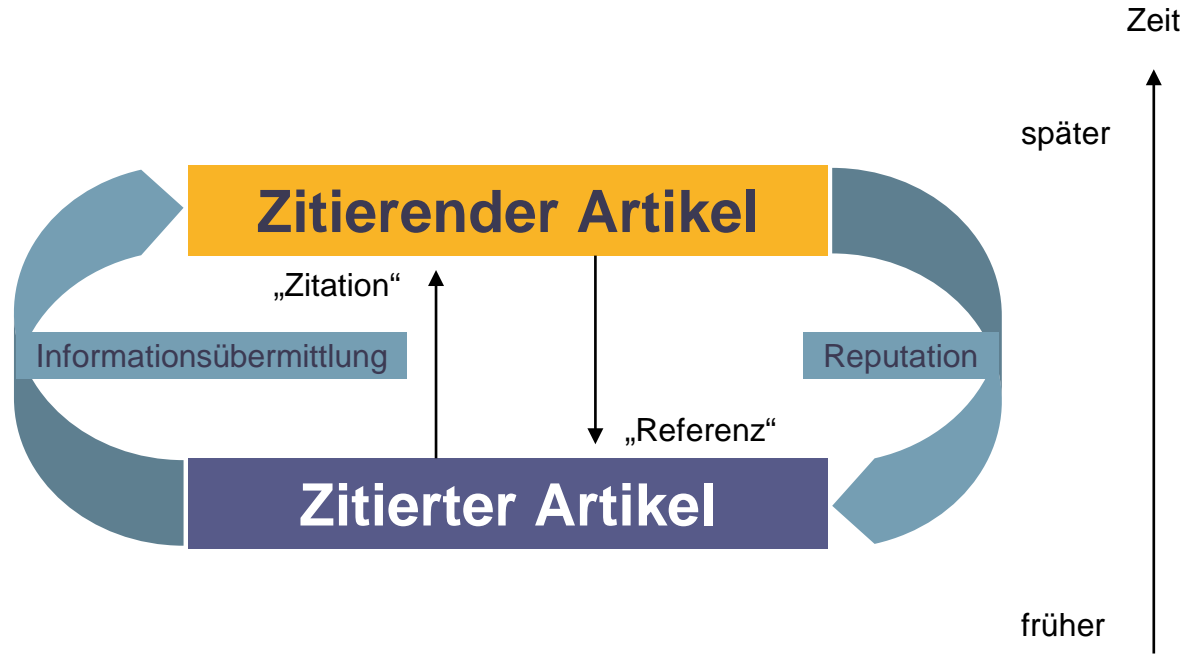 Zeit
später
Zitierender Artikel
„Zitation“
Informationsübermittlung
Reputation
„Referenz“
Zitierter Artikel
früher